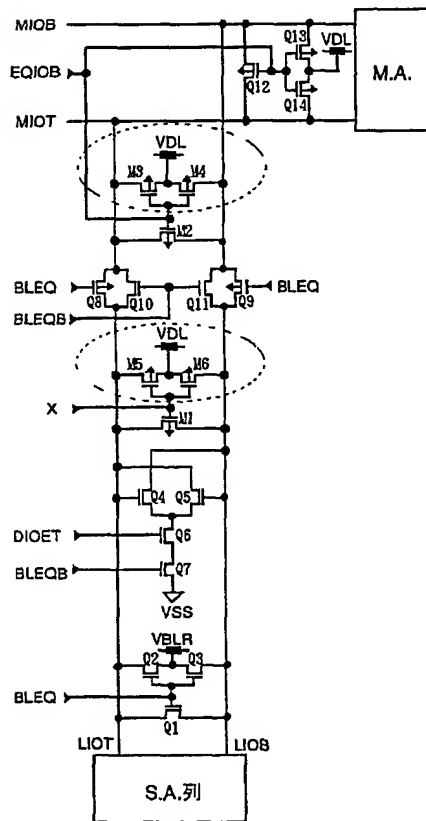 MIOB
EQIOB
MIOT
Q13
VDL
Q12
Q14
M.A.
VDL
M3
M4
M2
BLEQ
Q8
Q10
Q11
Q9
BLEQ
BLEQB
VDL
M5
M6
X
M1
Q4
Q5
DIOET
Q6
BLEQB
Q7
VSS
VBLR
Q2
Q3
BLEQ
Q1
LIOT
LIOB
S.A.列